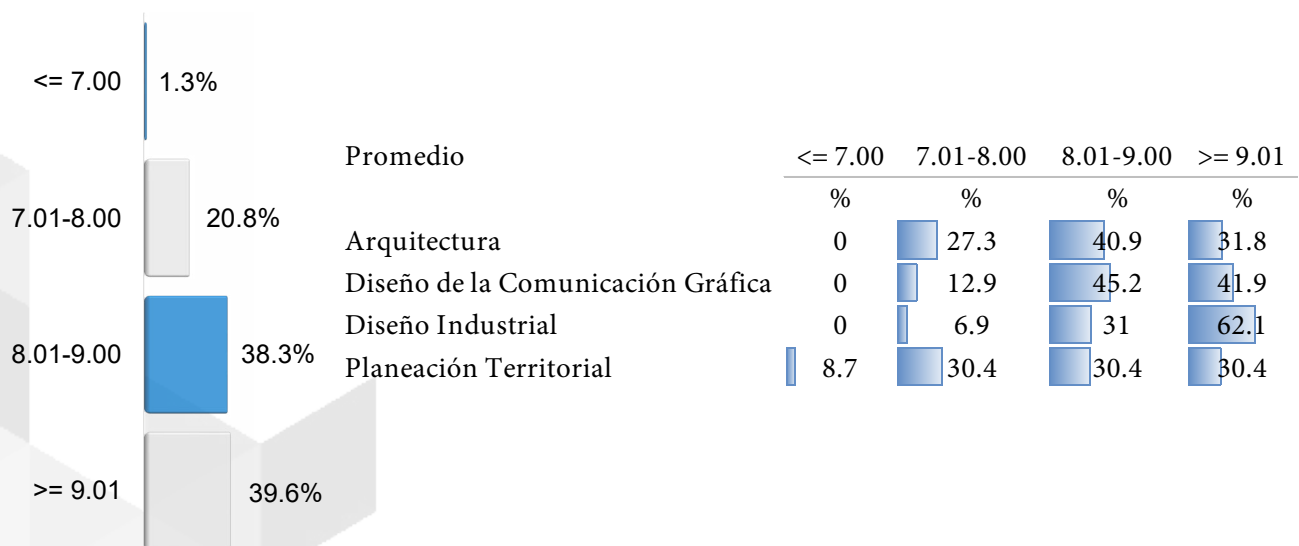 <= 7.00 1.3%
7.01-8.00 20.8%
8.01-9.00 38.3%
>= 9.01 39.6%
Promedio <= 7.00 7.01-8.00 8.01-9.00 >= 9.01
% % % %
Arquitectura 0 27.3 40.9 31.8
Diseño de la Comunicación Gráfica 0 12.9 45.2 41.9
Diseño Industrial 0 6.9 31 62.1
Planeación Territorial 8.7 30.4 30.4 30.4